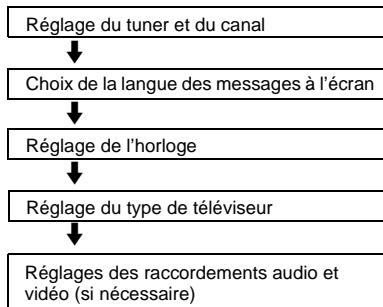 Réglage du tuner et du canal
Choix de la langue des messages à l’écran
Réglage de l’horloge
Réglage du type de téléviseur
Réglages des raccordements audio et
vidéo (si nécessaire)